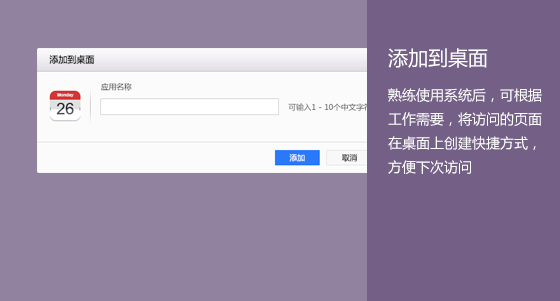 添加到桌面
应用名称
Monday
26
可输入1 - 10个中文字符
添加
取消
添加到桌面
熟练使用系统后，可根据
工作需要，将访问的页面
在桌面上创建快捷方式，
方便下次访问